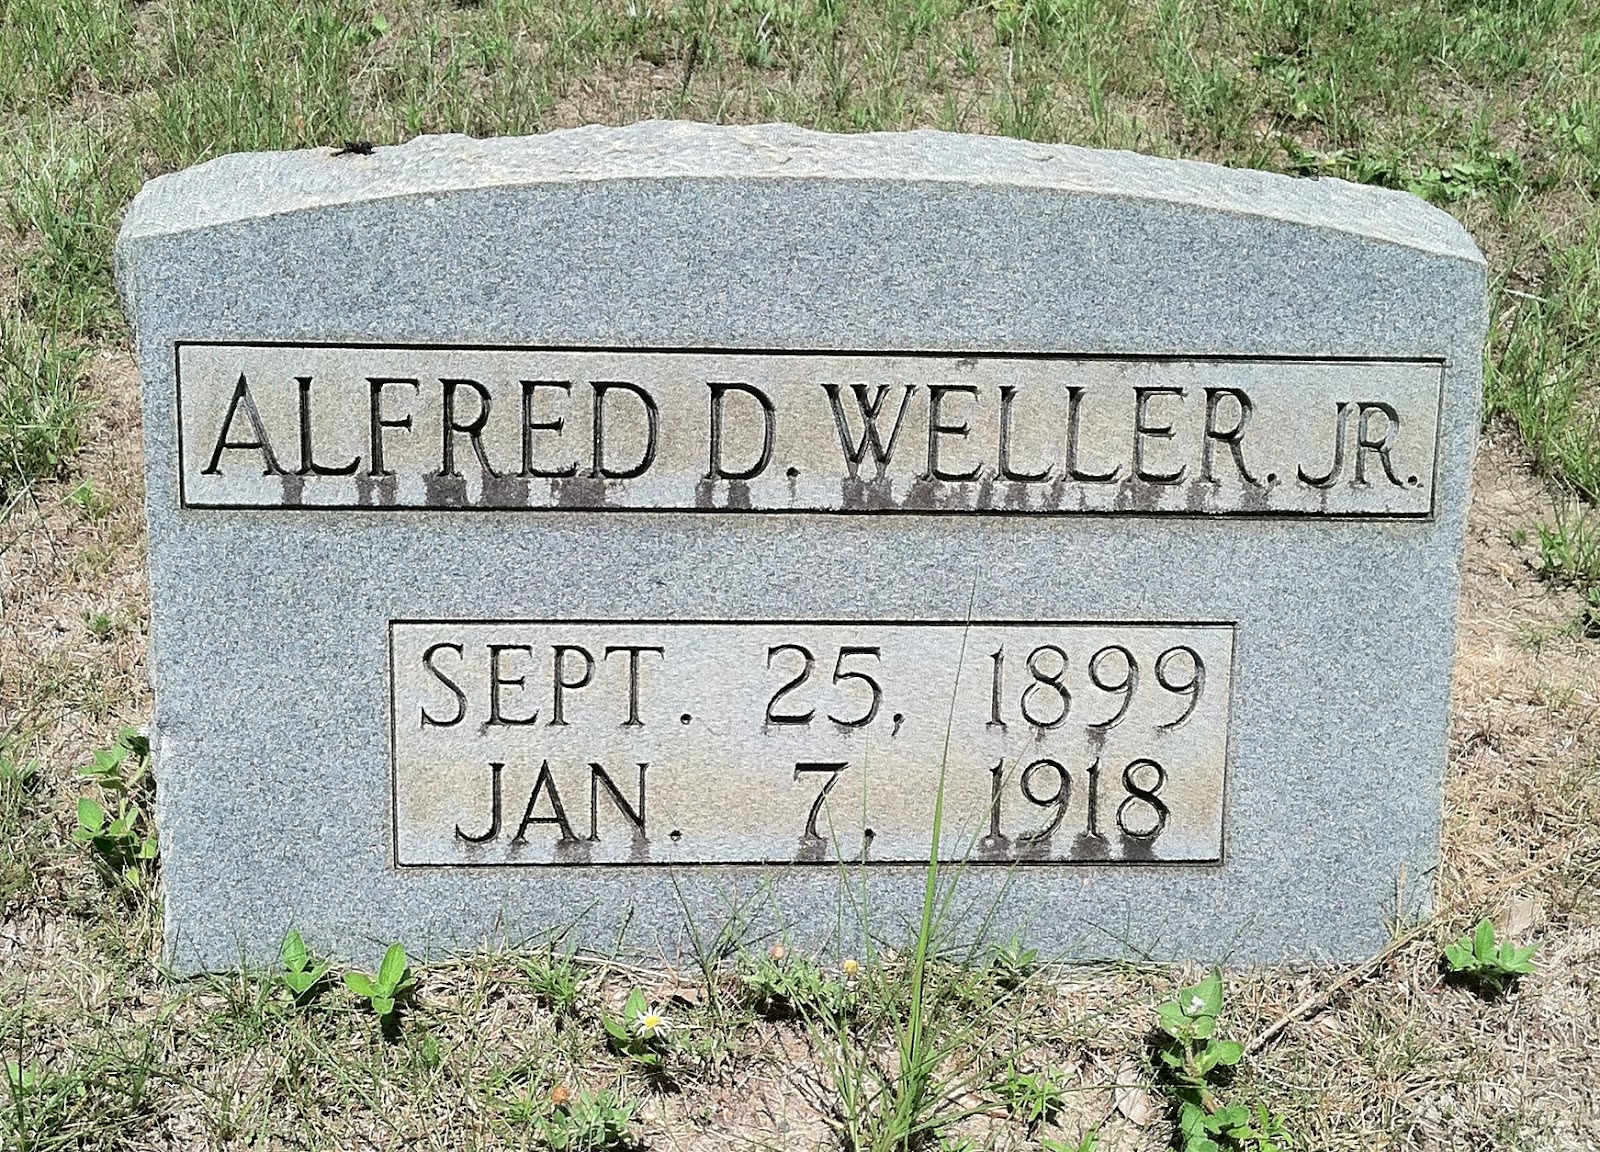 ALFRED D. WELLER. JR.
SEPT. 25, 1899
JAN. 7, 1918